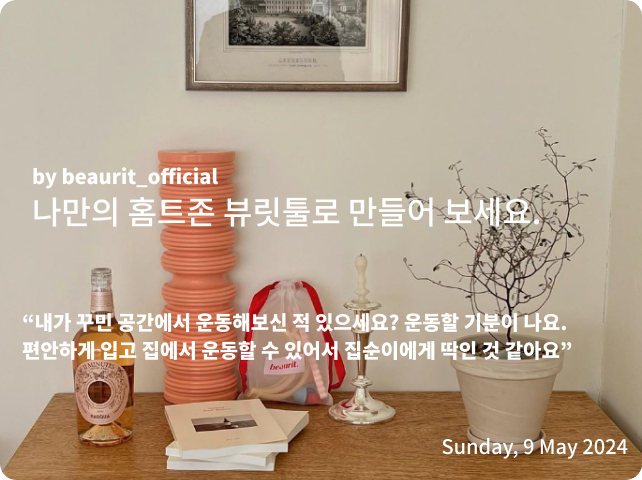 by beaurit_official
나만의 홈트존 뷰릿툴로 만들어 보세요.
“내가 꾸민 공간에서 운동해보신 적 있으세요? 운동할 기분이 나요.
편안하게 입고 집에서 운동할 수 있어서 집순이에게 딱인 것 같아요”
beaurit.
Sunday, 9 May 2024